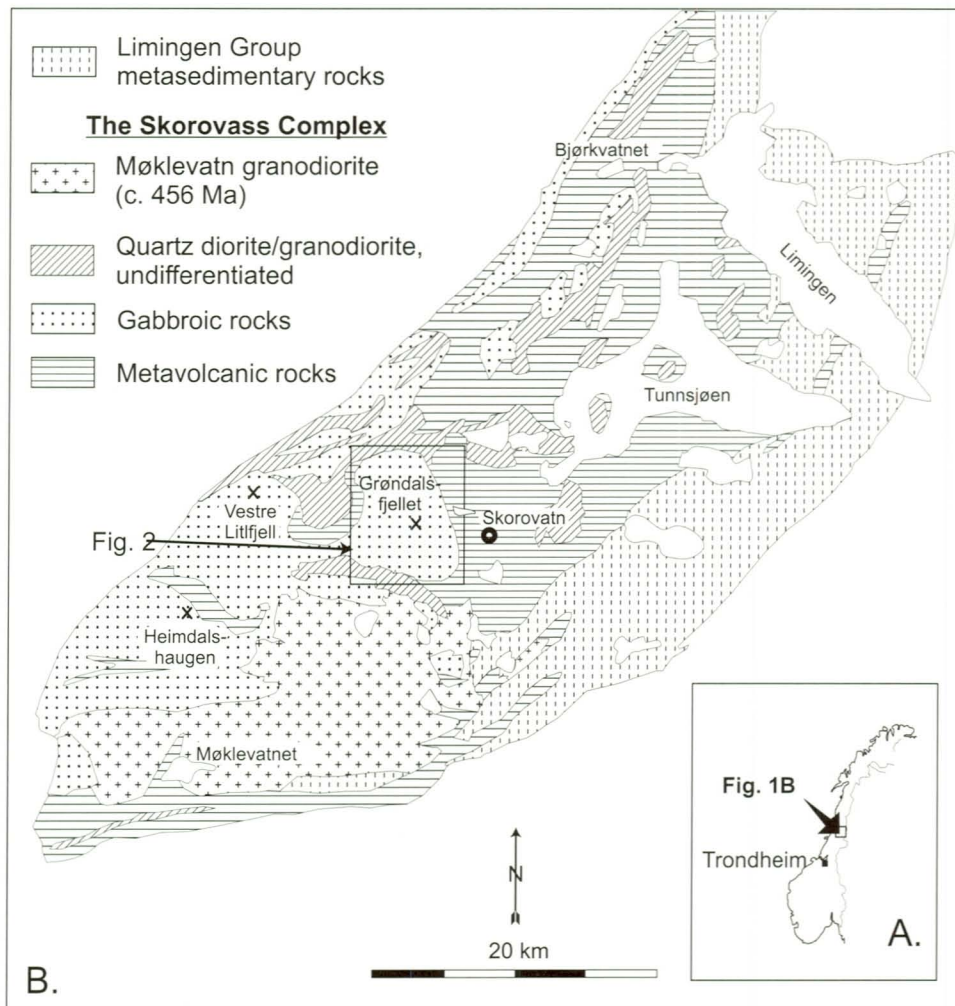 Limingen Group
metasedimentary rocks
The Skorovass Complex
Møklevatn granodiorite
(c. 456 Ma)
Quartz diorite/granodiorite,
undifferentiated
Gabbroic rocks
Metavolcanic rocks
Bjørkvatnet
Limingen
Tunnsjøen
Grøndals-
fjellet
Vestre
Litlfjell
Skorovatn
Fig. 2
Heimdals-
haugen
Møklevatnet
N
20 km
B.
Fig. 1B
Trondheim
A.